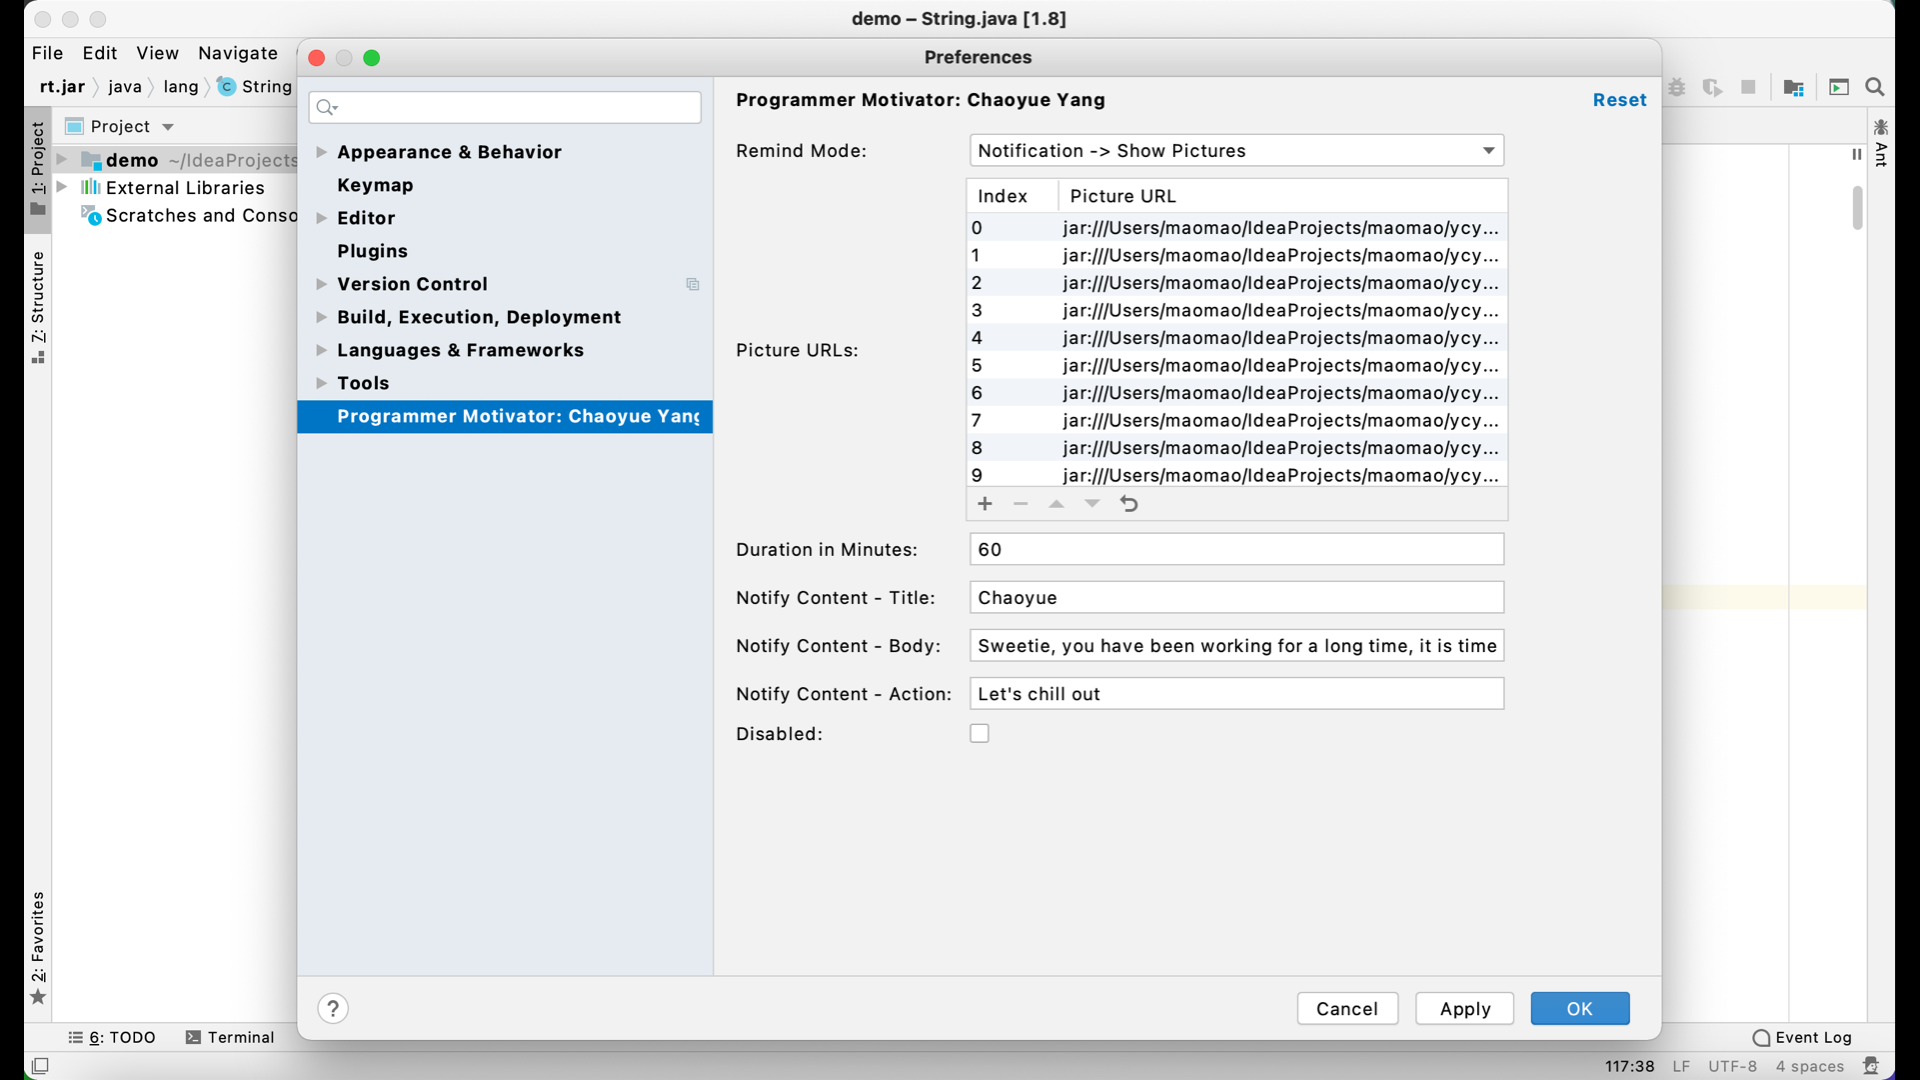 demo – String.java [1.8]
File Edit View Navigate
Preferences
rt.jar java lang String
Project
demo ~/IdeaProjects
External Libraries
Scratches and Conso
1: Project
7: Structure
2: Favorites
Ant
Appearance & Behavior
Keymap
Editor
Plugins
Version Control
Build, Execution, Deployment
Languages & Frameworks
Tools
Programmer Motivator: Chaoyue Yang
Programmer Motivator: Chaoyue Yang
Reset
Remind Mode: Notification -> Show Pictures
Picture URLs:
Index Picture URL
0 jar:///Users/maomao/IdeaProjects/maomao/ycy...
1 jar:///Users/maomao/IdeaProjects/maomao/ycy...
2 jar:///Users/maomao/IdeaProjects/maomao/ycy...
3 jar:///Users/maomao/IdeaProjects/maomao/ycy...
4 jar:///Users/maomao/IdeaProjects/maomao/ycy...
5 jar:///Users/maomao/IdeaProjects/maomao/ycy...
6 jar:///Users/maomao/IdeaProjects/maomao/ycy...
7 jar:///Users/maomao/IdeaProjects/maomao/ycy...
8 jar:///Users/maomao/IdeaProjects/maomao/ycy...
9 jar:///Users/maomao/IdeaProjects/maomao/ycy...
Duration in Minutes: 60
Notify Content - Title: Chaoyue
Notify Content - Body: Sweetie, you have been working for a long time, it is time
Notify Content - Action: Let's chill out
Disabled:
?
Cancel Apply OK
6: TODO Terminal
Event Log
117:38 LF UTF-8 4 spaces